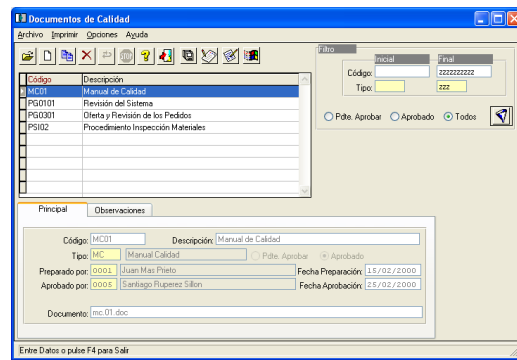 Documentos de Calidad
Archivo Imprimir Opciones Ayuda
Filtro
Inicial Final
Código: zzzzzzzzzz
Tipo: zzz
Pdte. Aprobar Aprobado Todos
Código Descripción
MC01 Manual de Calidad
PG0101 Revisión del Sistema
PG0301 Oferta y Revisión de los Pedidos
PSI02 Procedimiento Inspección Materiales
Principal Observaciones
Código: MC01 Descripción: Manual de Calidad
Tipo: MC Manual Calidad Pdte. Aprobar Aprobado
Preparado por: 0001 Juan Mas Prieto Fecha Preparación: 15/02/2000
Aprobado por: 0005 Santiago Ruperez Sillon Fecha Aprobación: 25/02/2000
Documento: mc.01.doc
Entre Datos o pulse F4 para Salir